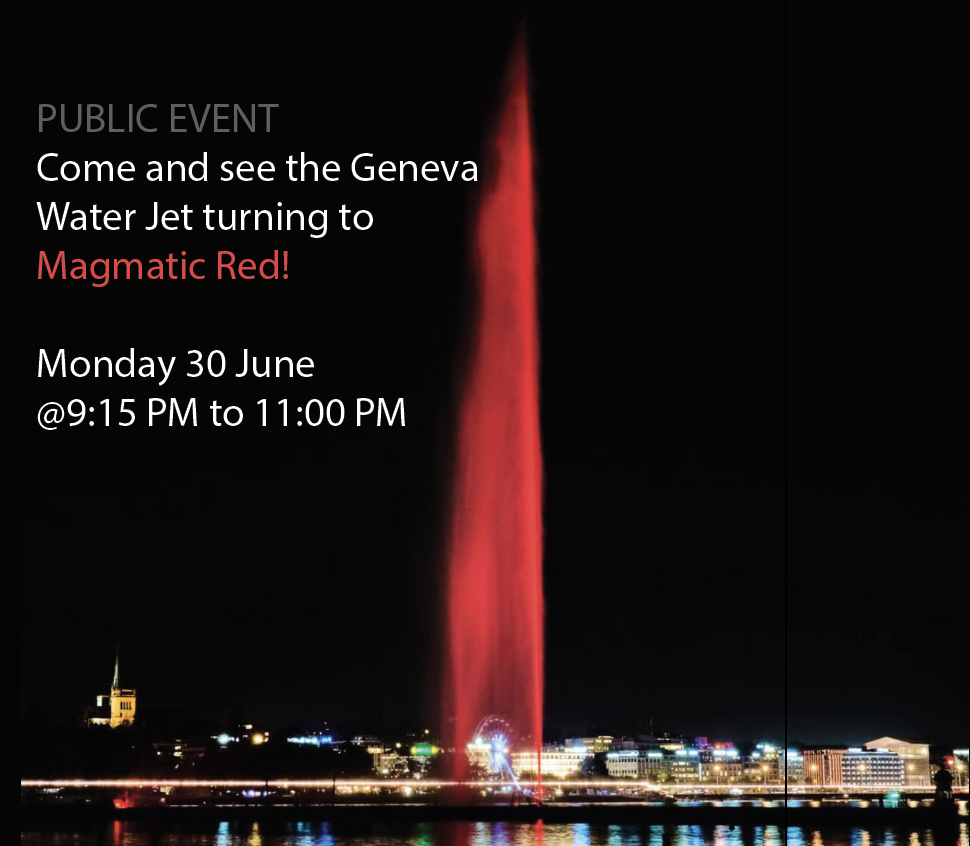 PUBLIC EVENT
Come and see the Geneva
Water Jet turning to
Magmatic Red!
Monday 30 June
@9:15 PM to 11:00 PM